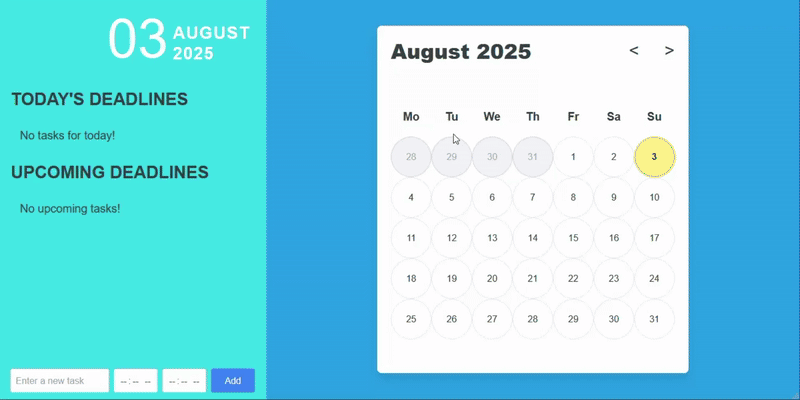 03 AUGUST
2025
TODAY'S DEADLINES
No tasks for today!
UPCOMING DEADLINES
No upcoming tasks!
Enter a new task --:-- -- --:-- -- Add
August 2025 < >
Mo Tu We Th Fr Sa Su
28 29 30 31 1 2 3
4 5 6 7 8 9 10
11 12 13 14 15 16 17
18 19 20 21 22 23 24
25 26 27 28 29 30 31